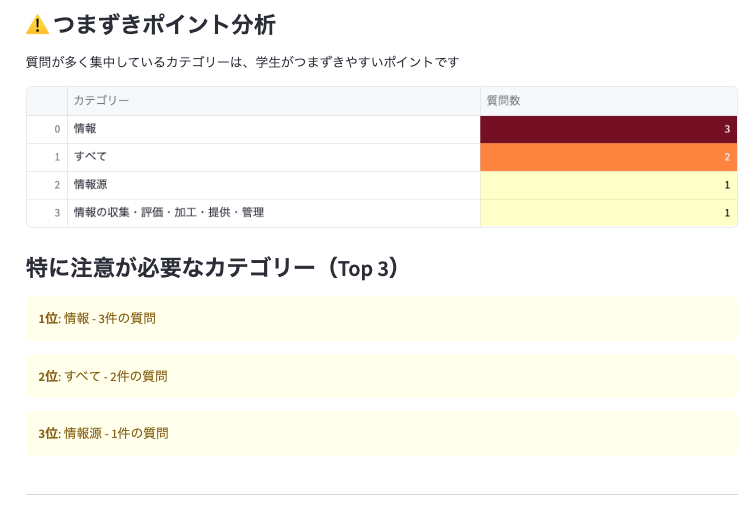 ⚠️ つまずきポイント分析
質問が多く集中しているカテゴリーは、学生がつまずきやすいポイントです
カテゴリー 質問数
0 情報 3
1 すべて 2
2 情報源 1
3 情報の収集・評価・加工・提供・管理 1
特に注意が必要なカテゴリー（Top 3）
1位: 情報 - 3件の質問
2位: すべて - 2件の質問
3位: 情報源 - 1件の質問